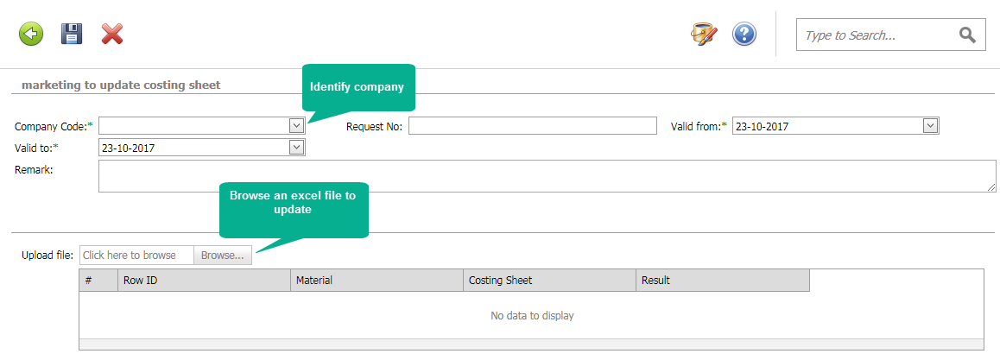 Type to Search...
marketing to update costing sheet
Identify company
Company Code:*
Request No:
Valid from:* 23-10-2017
Valid to:* 23-10-2017
Remark:
Browse an excel file to
update
Upload file: Click here to browse Browse...
# Row ID Material Costing Sheet Result
No data to display